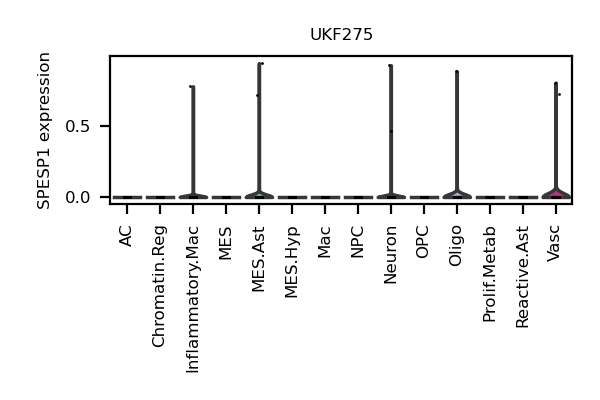 UKF275
SPESP1 expression
0.5
0.0
AC
Chromatin.Reg
Inflammatory.Mac
MES
MES.Ast
MES.Hyp
Mac
NPC
Neuron
OPC
Oligo
Prolif.Metab
Reactive.Ast
Vasc